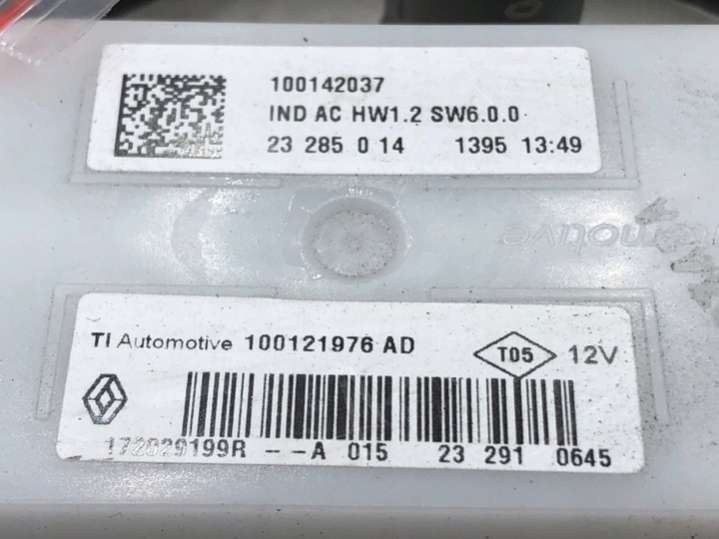 100142037
IND AC HW1.2 SW6.0.0
23 285 0 14 1395 13:49
TI Automotive 100121976 AD
T05 12V
172029199R --A 015 23 291 0645